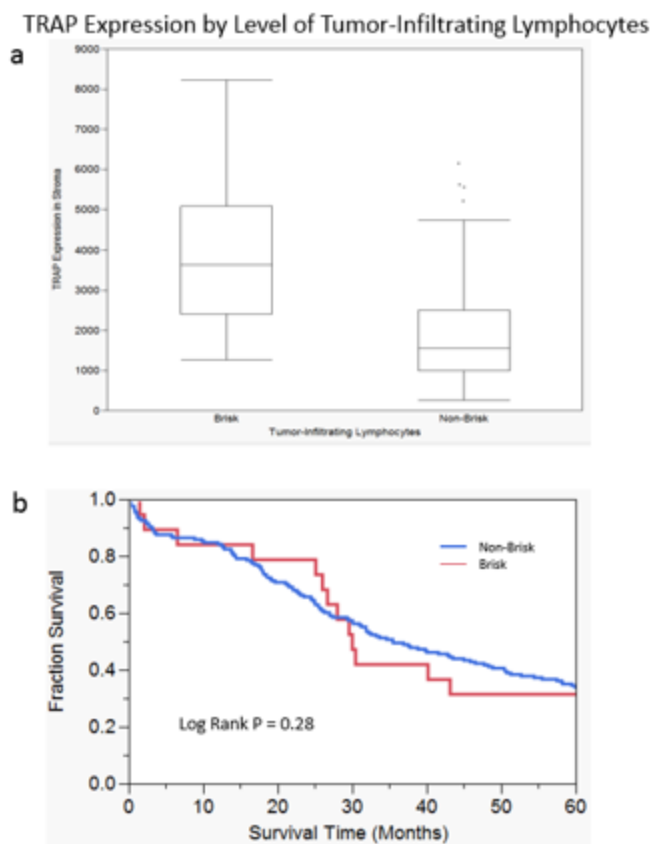 TRAP Expression by Level of Tumor-Infiltrating Lymphocytes
a
9000
8000
7000
6000
5000
4000
3000
2000
1000
0
TRAP Expression in Stroma
Brisk
Non-Brisk
Tumor-Infiltrating Lymphocytes
b
1.0
0.8
0.6
0.4
0.2
0.0
Fraction Survival
Non-Brisk
Brisk
Log Rank P = 0.28
0 10 20 30 40 50 60
Survival Time (Months)